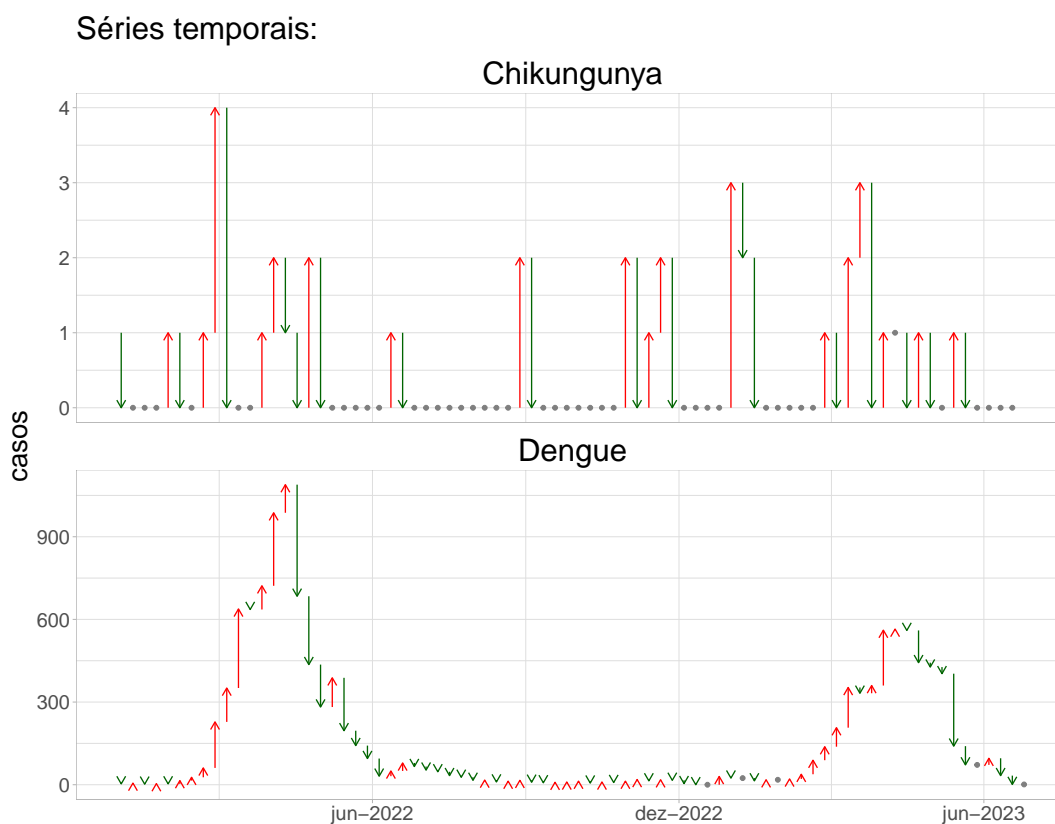 Séries temporais:
Chikungunya
4
3
2
1
0
casos
Dengue
900
600
300
0
jun−2022
dez−2022
jun−2023